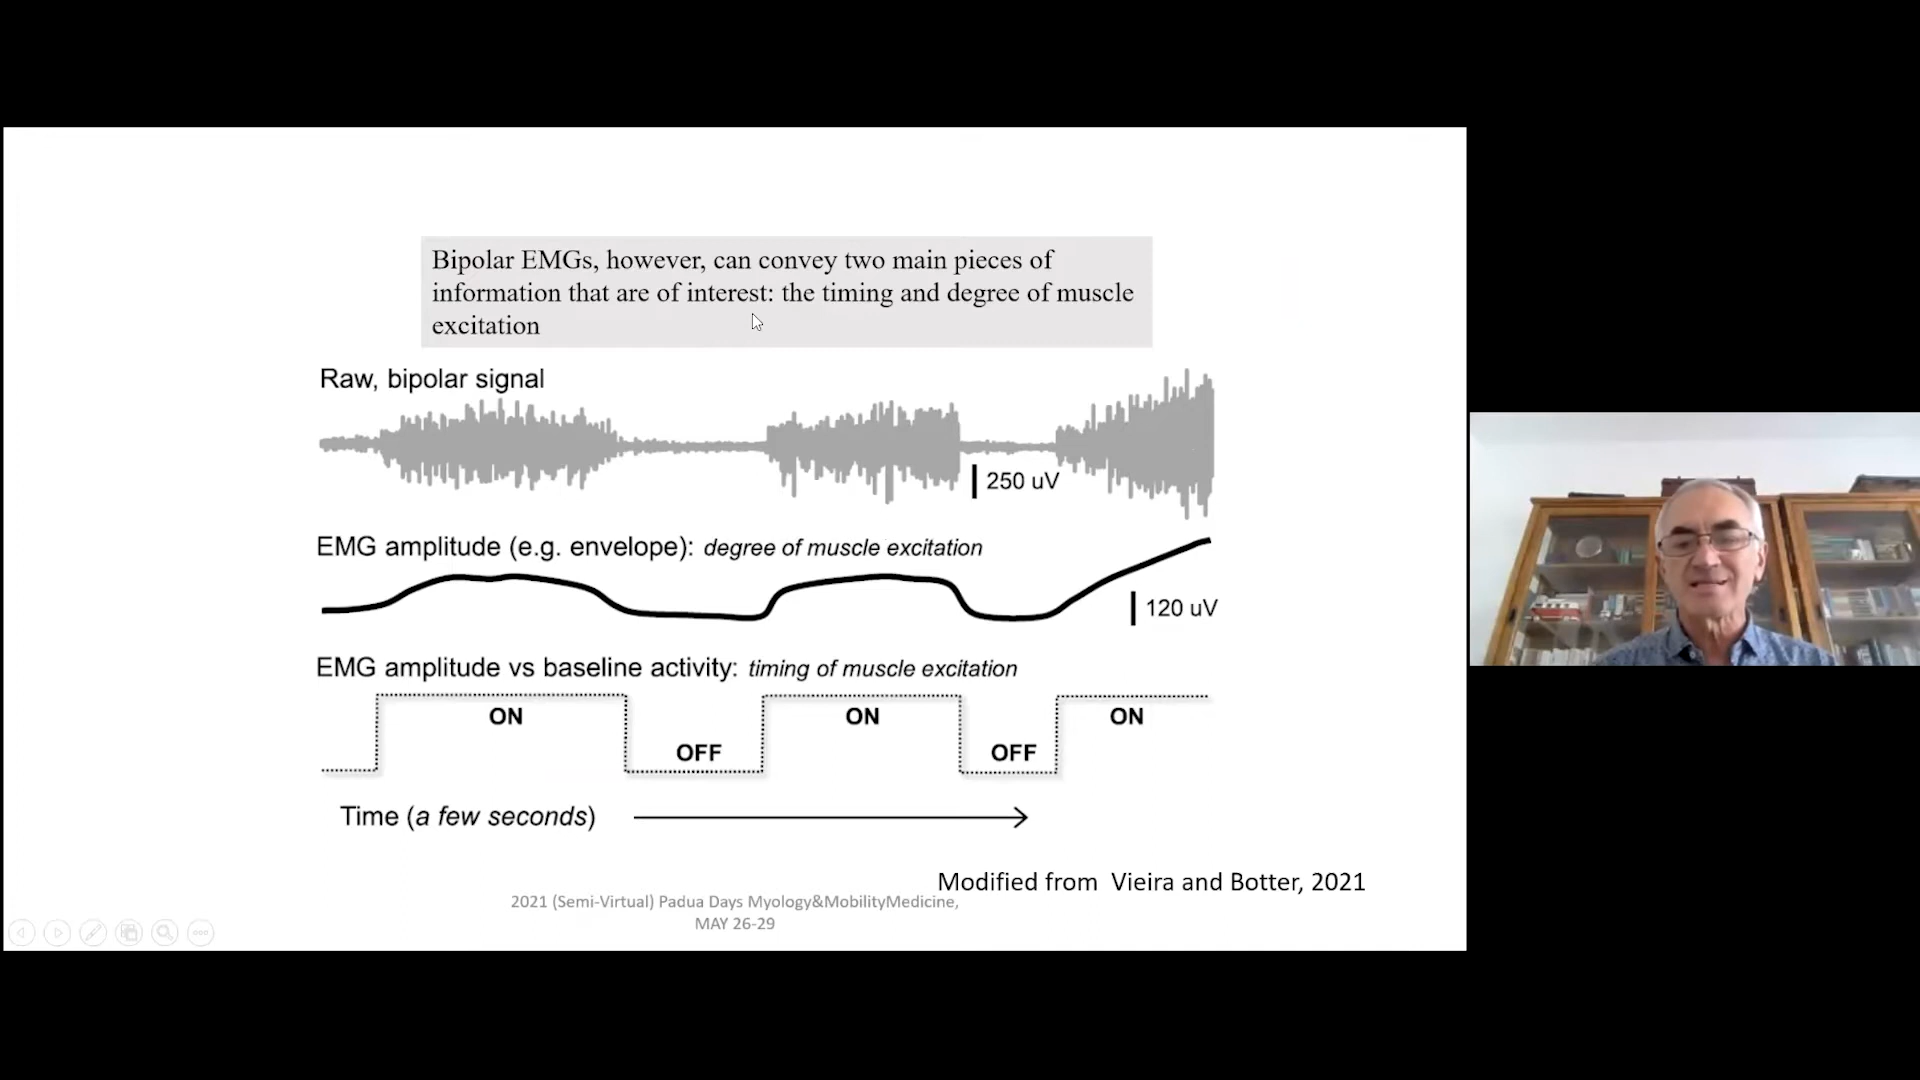 Bipolar EMGs, however, can convey two main pieces of
information that are of interest: the timing and degree of muscle
excitation
Raw, bipolar signal
250 uV
EMG amplitude (e.g. envelope): degree of muscle excitation
120 uV
EMG amplitude vs baseline activity: timing of muscle excitation
ON
ON
ON
OFF
OFF
Time (a few seconds)
Modified from Vieira and Botter, 2021
2021 (Semi-Virtual) Padua Days Myology&MobilityMedicine,
MAY 26-29